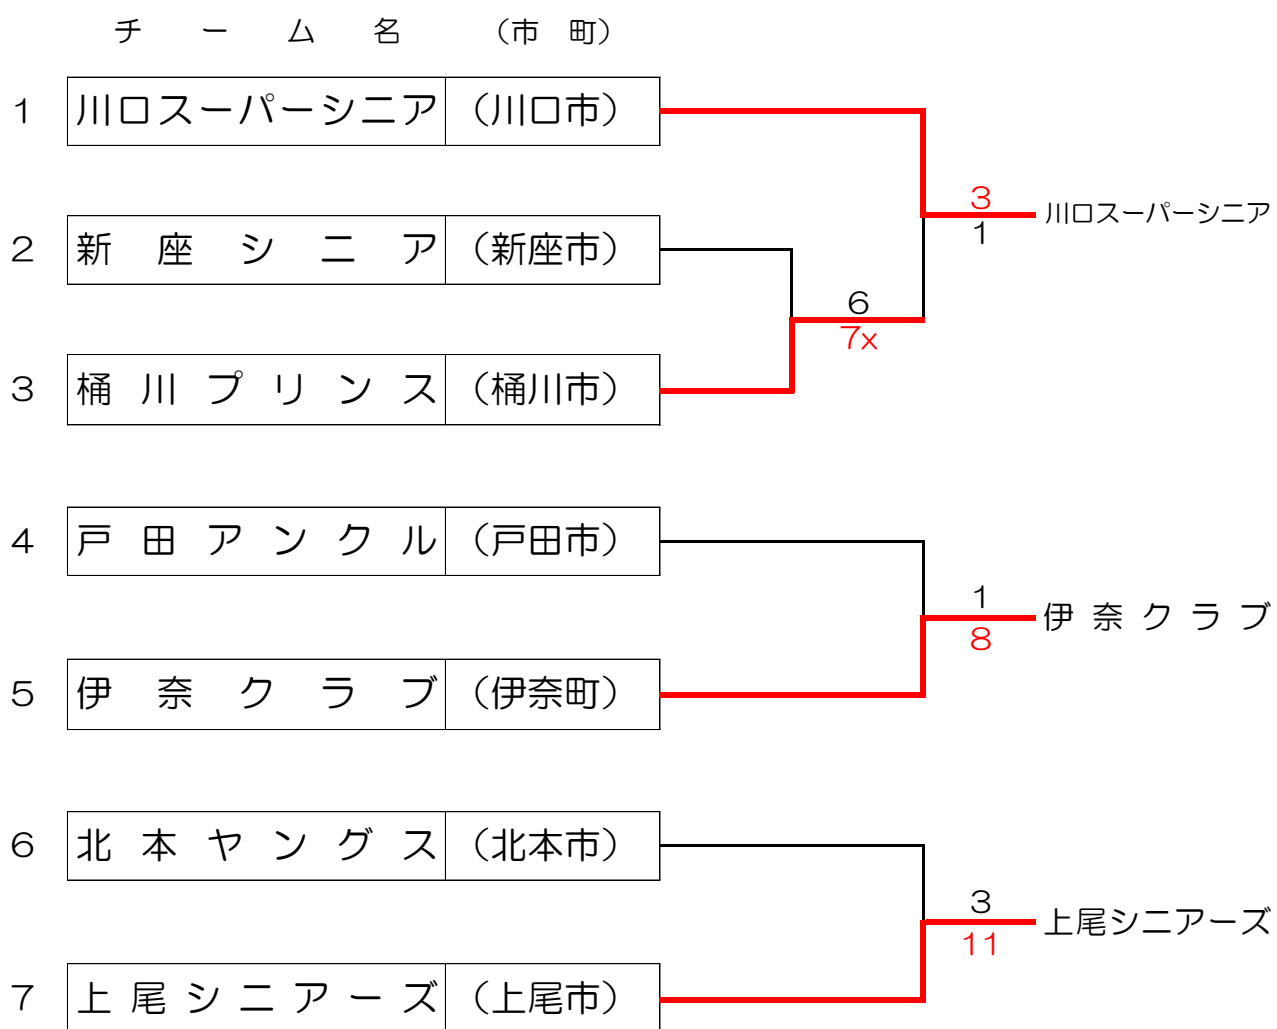 チーム名 （市町）
1 川口スーパーシニア （川口市）
3 川口スーパーシニア
1
2 新座シニア （新座市）
6
7x
3 桶川プリンス （桶川市）
4 戸田アンクル （戸田市）
1
伊奈クラブ
8
5 伊奈クラブ （伊奈町）
6 北本ヤングス （北本市）
3
上尾シニアーズ
11
7 上尾シニアーズ （上尾市）